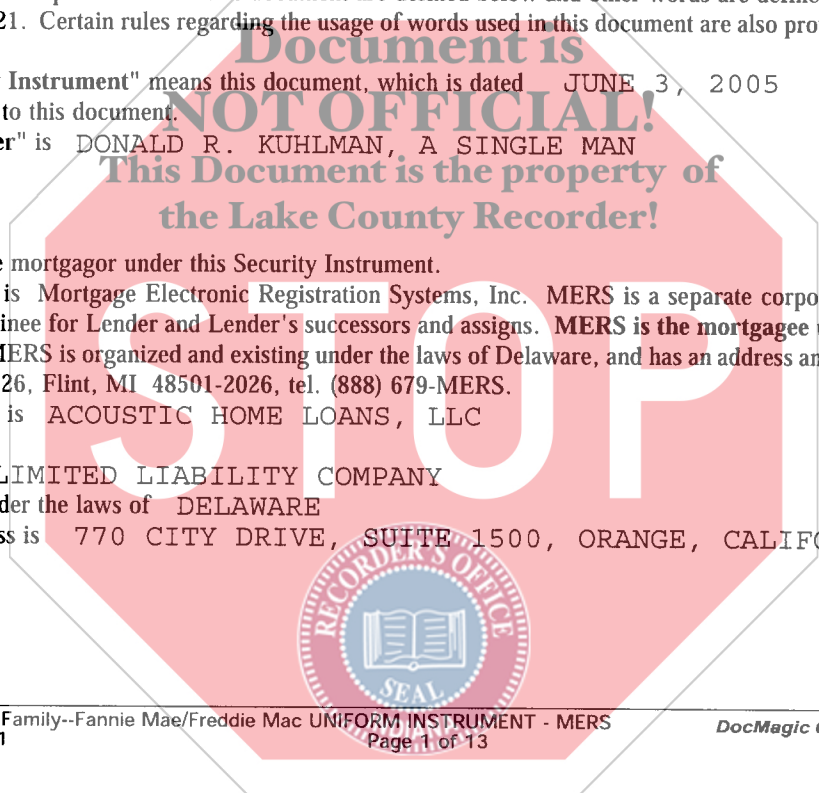 21. Certain rules regarding the usage of words used in this document are also pro
Document is
Instrument" means this document, which is dated JUNE 3, 2005
to this document.
NOT OFFICIAL!
er" is DONALD R. KUHLMAN, A SINGLE MAN
This Document is the property of
the Lake County Recorder!
e mortgagor under this Security Instrument.
is Mortgage Electronic Registration Systems, Inc. MERS is a separate corpo
inee for Lender and Lender's successors and assigns. MERS is the mortgagee
MERS is organized and existing under the laws of Delaware, and has an address an
26, Flint, MI 48501-2026, tel. (888) 679-MERS.
STOP
is ACOUSTIC HOME LOANS, LLC
LIMITED LIABILITY COMPANY
der the laws of DELAWARE
ss is 770 CITY DRIVE, SUITE 1500, ORANGE, CALIFO
RECORDER'S OFFICE
SEAL
INDIANA
Family--Fannie Mae/Freddie Mac UNIFORM INSTRUMENT - MERS
DocMagic
1
Page 1 of 13